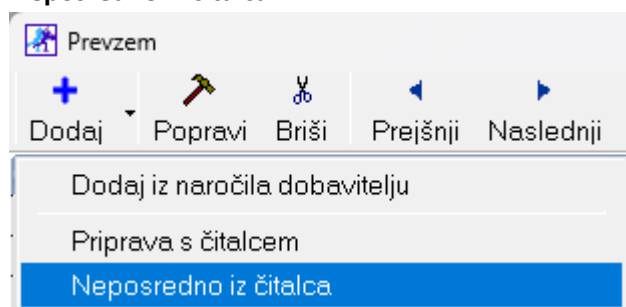 Prevzem
Dodaj Popravi Briši Prejšnji Naslednji
Dodaj iz naročila dobavitelju
Priprava s čitalcem
Neposredno iz čitalca